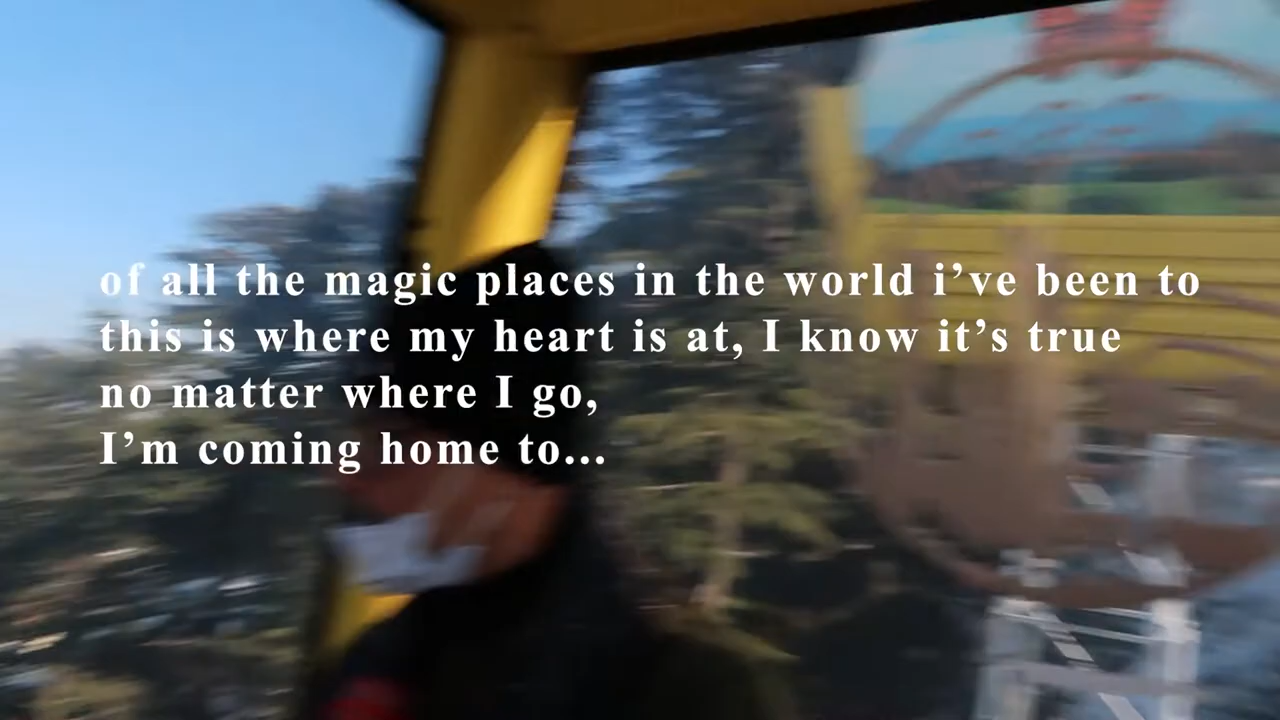 of all the magic places in the world i’ve been to
this is where my heart is at, I know it’s true
no matter where I go,
I’m coming home to...